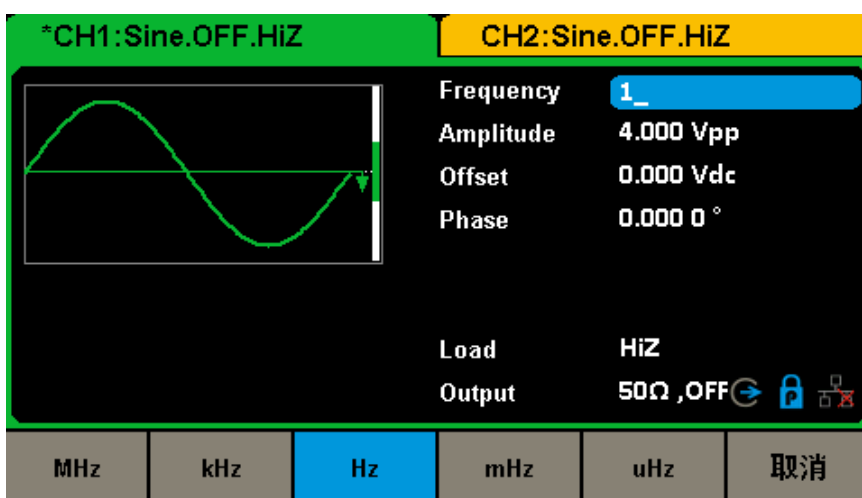 *CH1:Sine.OFF.HiZ
CH2:Sine.OFF.HiZ
Frequency 1_
Amplitude 4.000 Vpp
Offset 0.000 Vdc
Phase 0.000 0 °
Load HiZ
Output 50Ω ,OFF
P
MHz kHz Hz mHz uHz 取消